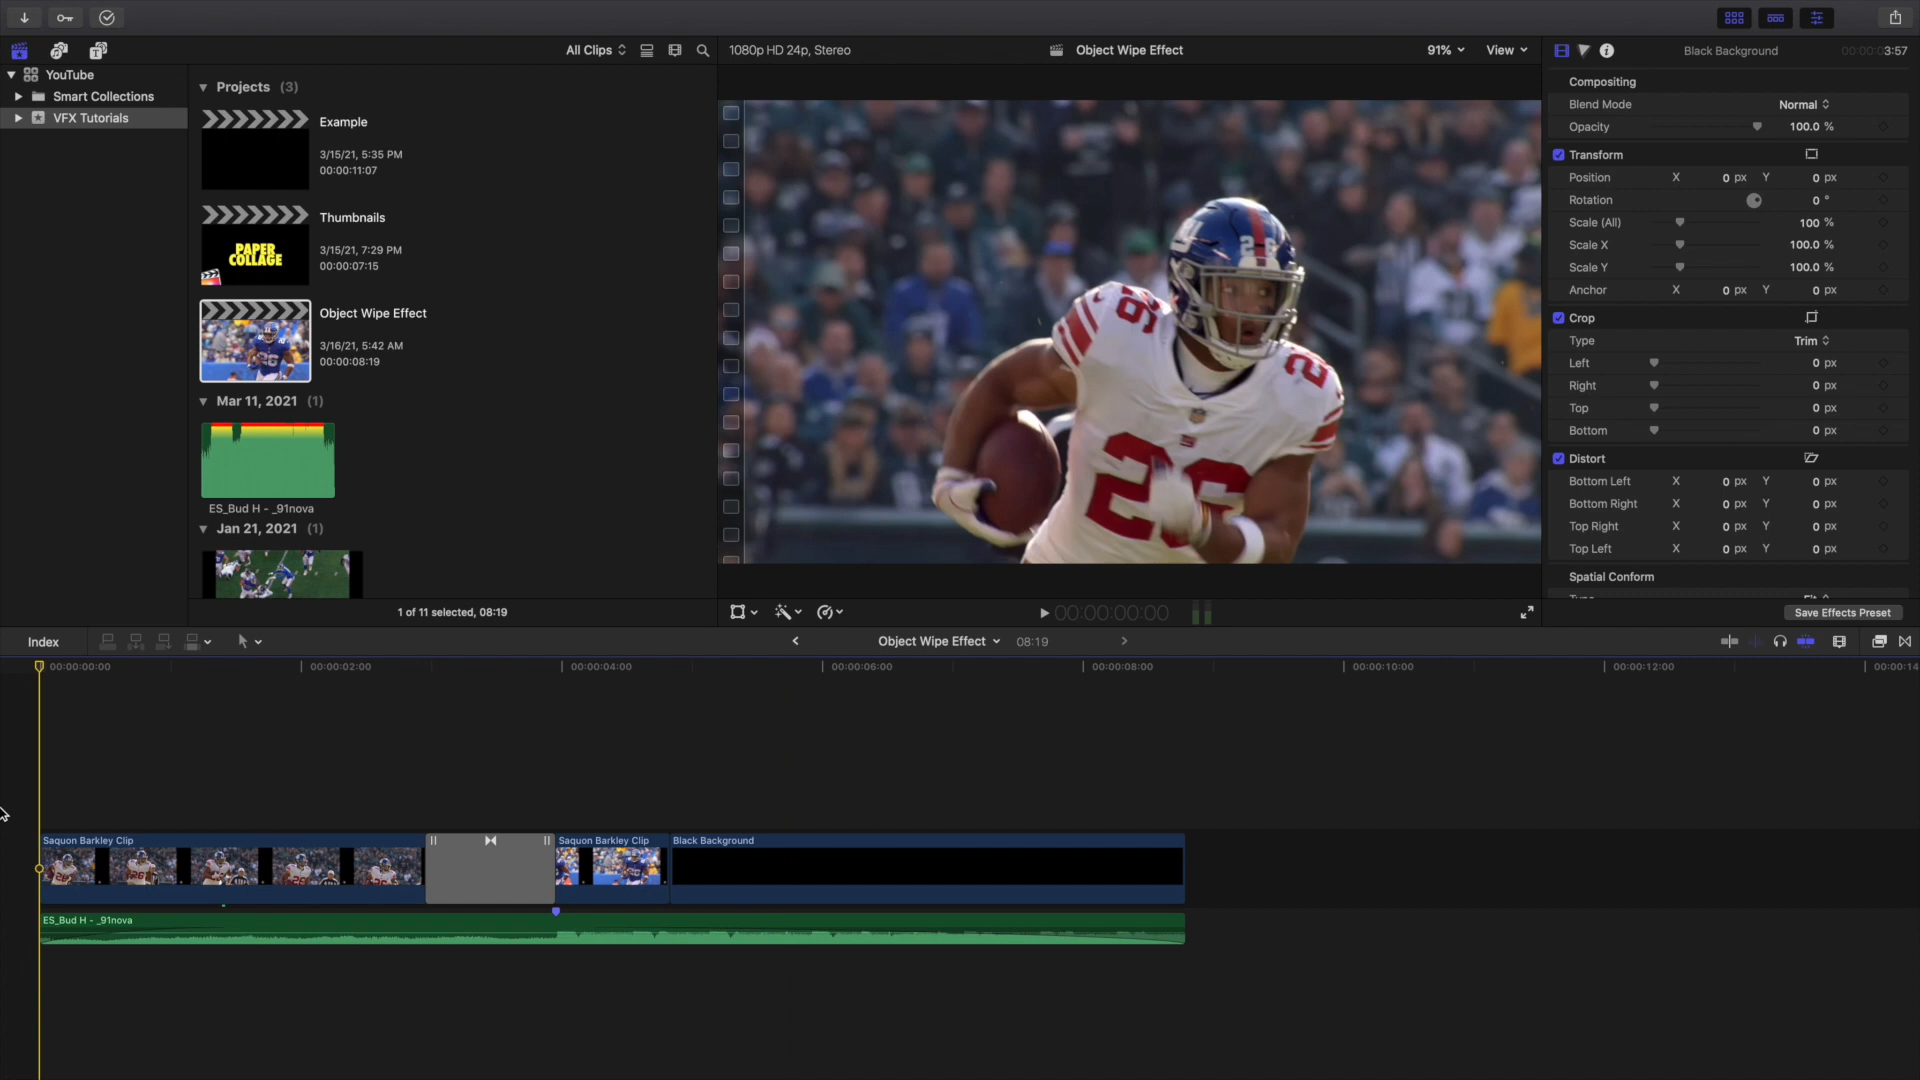 All Clips
1080p HD 24p, Stereo
Object Wipe Effect
91%
View
Black Background
00:00:03:57
YouTube
Smart Collections
VFX Tutorials
Projects (3)
Example
3/15/21, 5:35 PM
00:00:11:07
Thumbnails
3/15/21, 7:29 PM
00:00:07:15
PAPER
COLLAGE
Object Wipe Effect
3/16/21, 5:42 AM
00:00:08:19
Mar 11, 2021 (1)
ES_Bud H - _91nova
Jan 21, 2021 (1)
1 of 11 selected, 08:19
26
26
26
26
Compositing
Blend Mode Normal
Opacity 100.0 %
Transform
Position X 0 px Y 0 px
Rotation 0 °
Scale (All) 100 %
Scale X 100.0 %
Scale Y 100.0 %
Anchor X 0 px Y 0 px
Crop
Type Trim
Left 0 px
Right 0 px
Top 0 px
Bottom 0 px
Distort
Bottom Left X 0 px Y 0 px
Bottom Right X 0 px Y 0 px
Top Right X 0 px Y 0 px
Top Left X 0 px Y 0 px
Spatial Conform
Save Effects Preset
00:00:00:00
Index
Object Wipe Effect 08:19
00:00:00:00 00:00:02:00 00:00:04:00 00:00:06:00 00:00:08:00 00:00:10:00 00:00:12:00 00:00:14
Saquon Barkley Clip
Saquon Barkley Clip
Black Background
ES_Bud H - _91nova